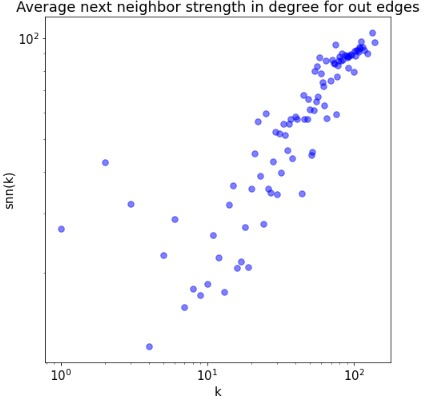 Average next neighbor strength in degree for out edges
10²
snn(k)
10⁰ 10¹ 10²
k